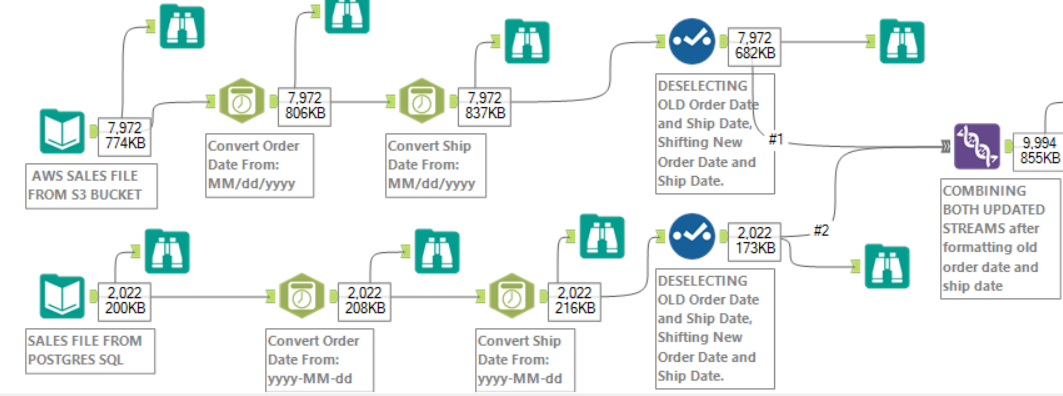 7,972
774KB
AWS SALES FILE
FROM S3 BUCKET
7,972
806KB
Convert Order
Date From:
MM/dd/yyyy
7,972
837KB
Convert Ship
Date From:
MM/dd/yyyy
7,972
682KB
DESELECTING
OLD Order Date
and Ship Date,
Shifting New
Order Date and
Ship Date.
#1
9,994
855KB
COMBINING
BOTH UPDATED
STREAMS after
formatting old
order date and
ship date
2,022
200KB
SALES FILE FROM
POSTGRES SQL
2,022
208KB
Convert Order
Date From:
yyyy-MM-dd
2,022
216KB
Convert Ship
Date From:
yyyy-MM-dd
2,022
173KB
#2
DESELECTING
OLD Order Date
and Ship Date,
Shifting New
Order Date and
Ship Date.